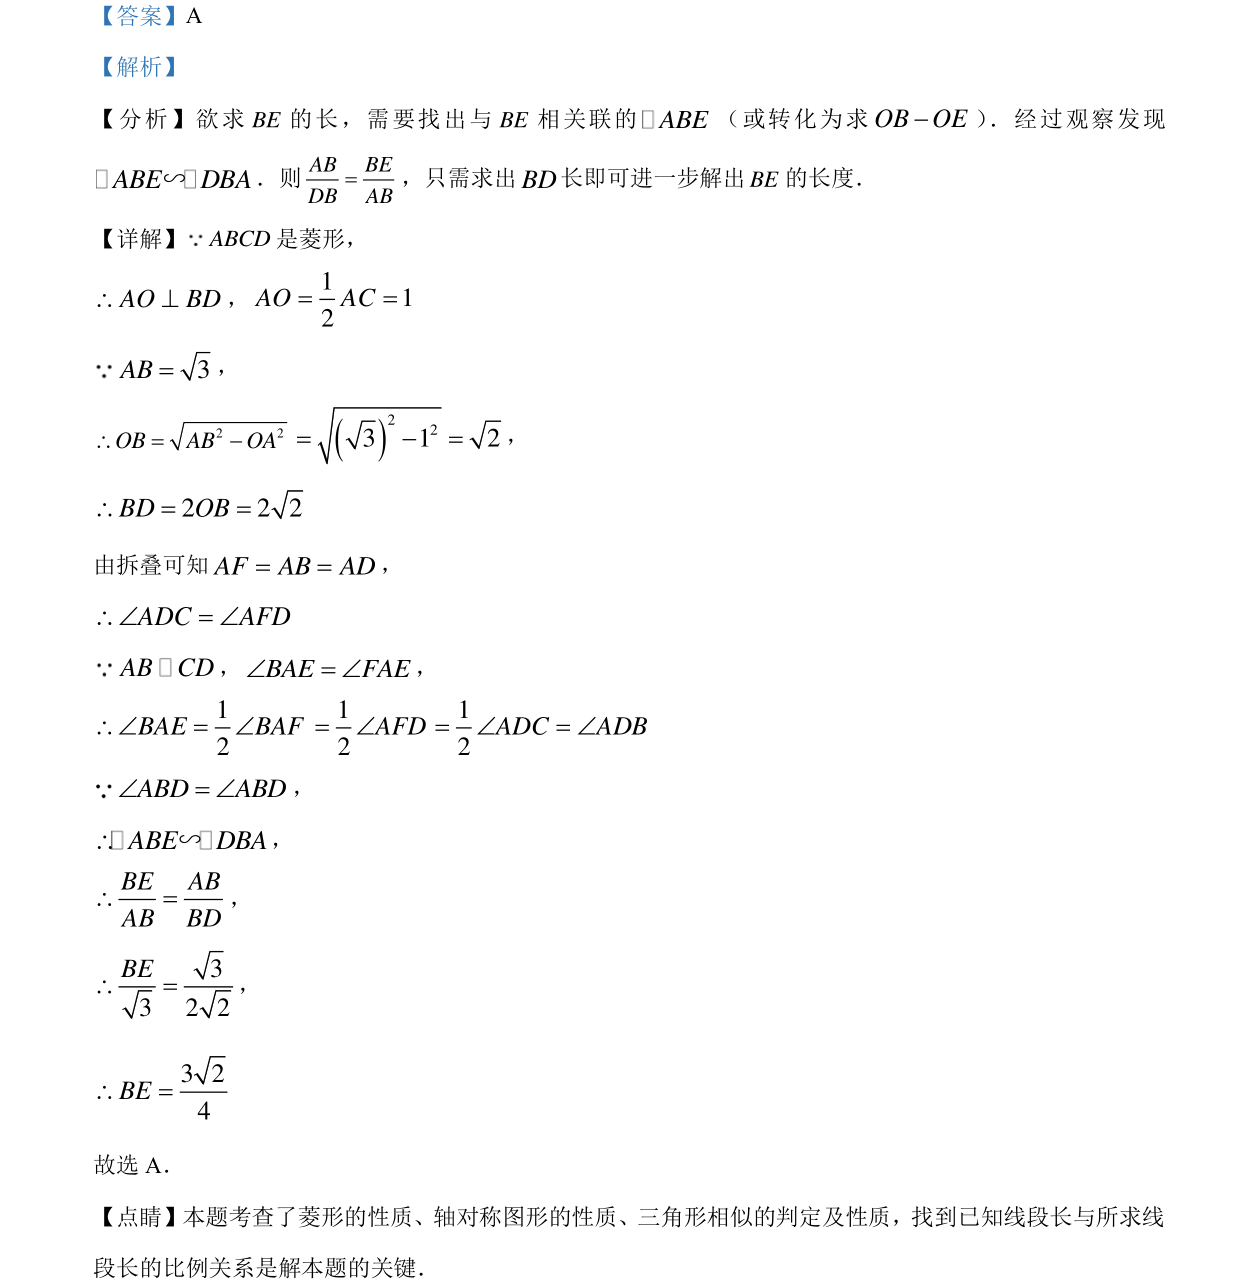 【答案】A
【解析】
【分析】欲求 BE 的长，需要找出与 BE 相关联的□ABE（或转化为求 OB－OE）．经过观察发现
□ABE∽□DBA．则 AB/DB = BE/AB，只需求出 BD 长即可进一步解出 BE 的长度．
【详解】∵ABCD 是菱形，
∴AO⊥BD，AO = 1/2 AC = 1
∵AB = √3，
∴OB = √(AB² − OA²) = √((√3)² − 1²) = √2，
∴BD = 2OB = 2√2
由拆叠可知 AF = AB = AD，
∴∠ADC = ∠AFD
∵AB□CD，∠BAE = ∠FAE，
∴∠BAE = 1/2 ∠BAF = 1/2 ∠AFD = 1/2 ∠ADC = ∠ADB
∵∠ABD = ∠ABD，
∴□ABE∽□DBA，
∴BE/AB = AB/BD，
∴BE/√3 = √3/(2√2)，
∴BE = 3√2/4
故选 A．
【点睛】本题考查了菱形的性质、轴对称图形的性质、三角形相似的判定及性质，找到已知线段长与所求线
段长的比例关系是解本题的关键．